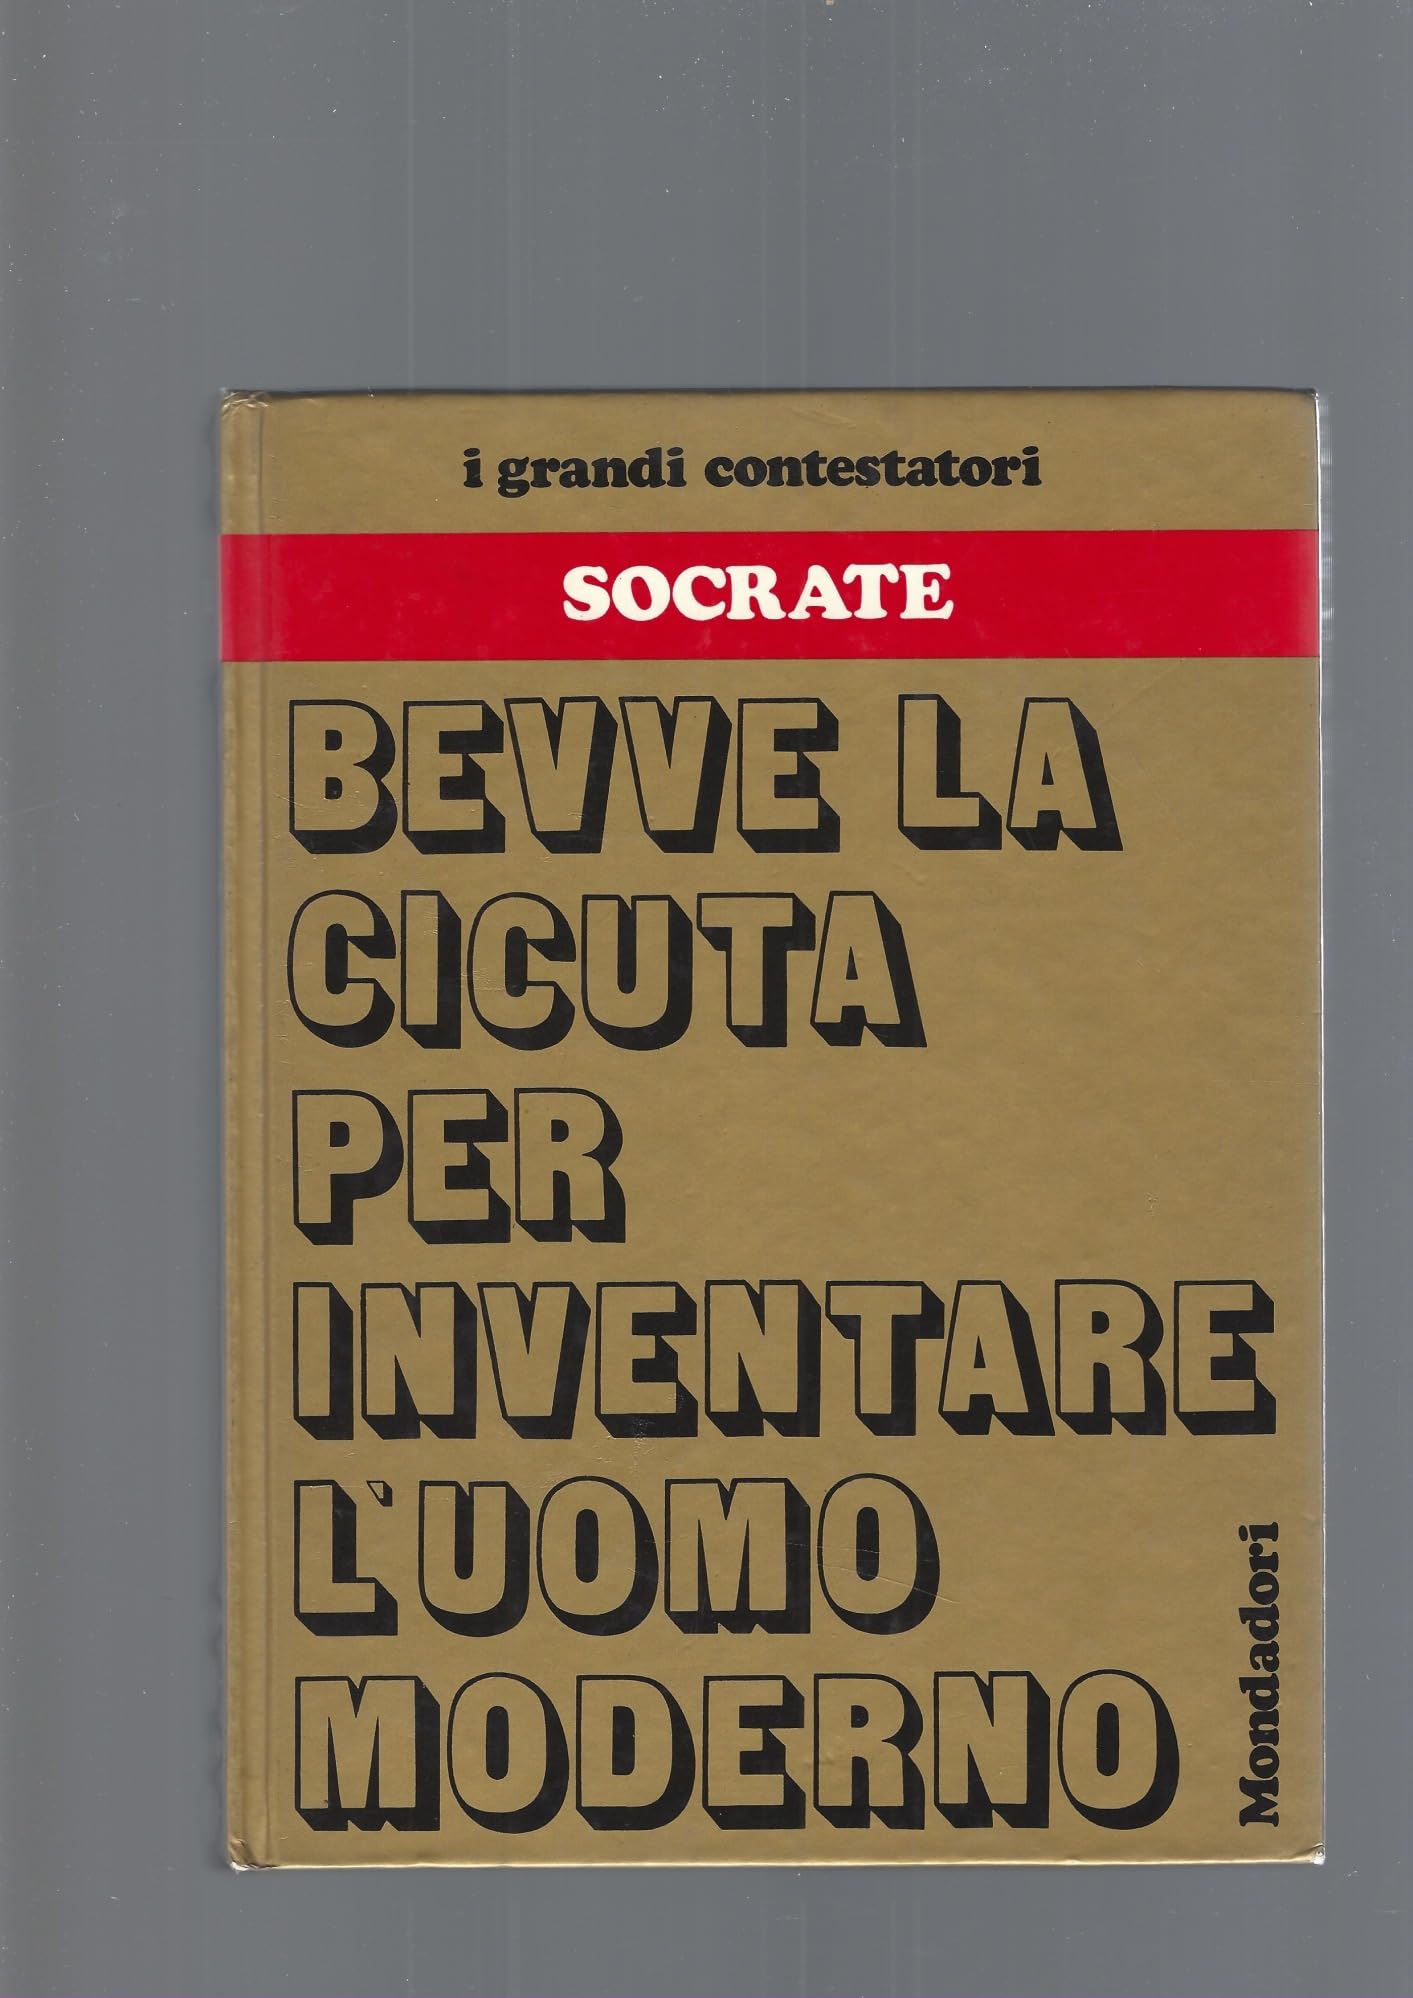 i grandi contestatori
SOCRATE
BEVVE LA
CICUTA
PER
INVENTARE
L'UOMO
MODERNO
Mondadori